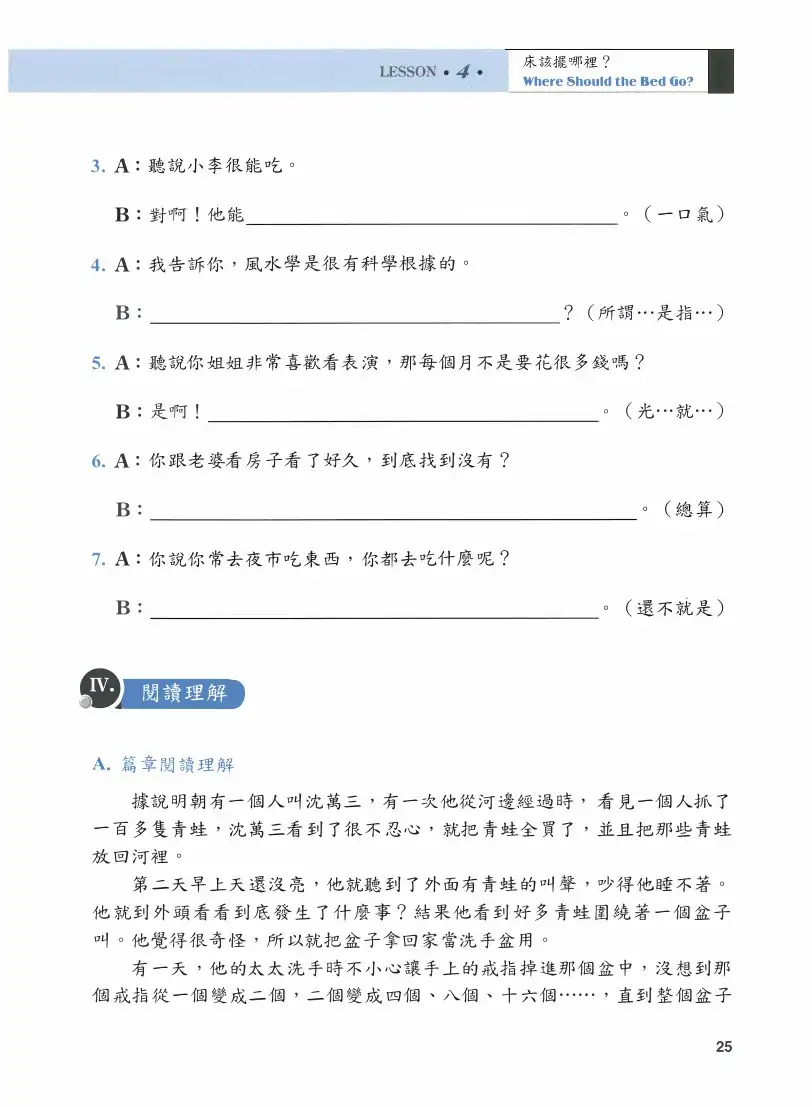 LESSON • 4 •
床該擺哪裡？
Where Should the Bed Go?
3. A：聽說小李很能吃。
B：對啊！他能＿＿＿＿＿＿＿＿＿＿＿＿。（一口氣）
4. A：我告訴你，風水學是很有科學根據的。
B：＿＿＿＿＿＿＿＿＿＿＿＿？（所謂…是指…）
5. A：聽說你姐姐非常喜歡看表演，那每個月不是要花很多錢嗎？
B：是啊！＿＿＿＿＿＿＿＿＿＿＿＿。（光…就…）
6. A：你跟老婆看房子看了好久，到底找到沒有？
B：＿＿＿＿＿＿＿＿＿＿＿＿。（總算）
7. A：你說你常去夜市吃東西，你都去吃什麼呢？
B：＿＿＿＿＿＿＿＿＿＿＿＿。（還不就是）
IV. 閱讀理解
A. 篇章閱讀理解
據說明朝有一個人叫沈萬三，有一次他從河邊經過時，看見一個人抓了
一百多隻青蛙，沈萬三看到了很不忍心，就把青蛙全買了，並且把那些青蛙
放回河裡。
第二天早上天還沒亮，他就聽到了外面有青蛙的叫聲，吵得他睡不著。
他就到外頭看看到底發生了什麼事？結果他看到好多青蛙圍繞著一個盆子
叫。他覺得很奇怪，所以就把盆子拿回家當洗手盆用。
有一天，他的太太洗手時不小心讓手上的戒指掉進那個盆中，沒想到那
個戒指從一個變成二個，二個變成四個、八個、十六個……，直到整個盆子
25